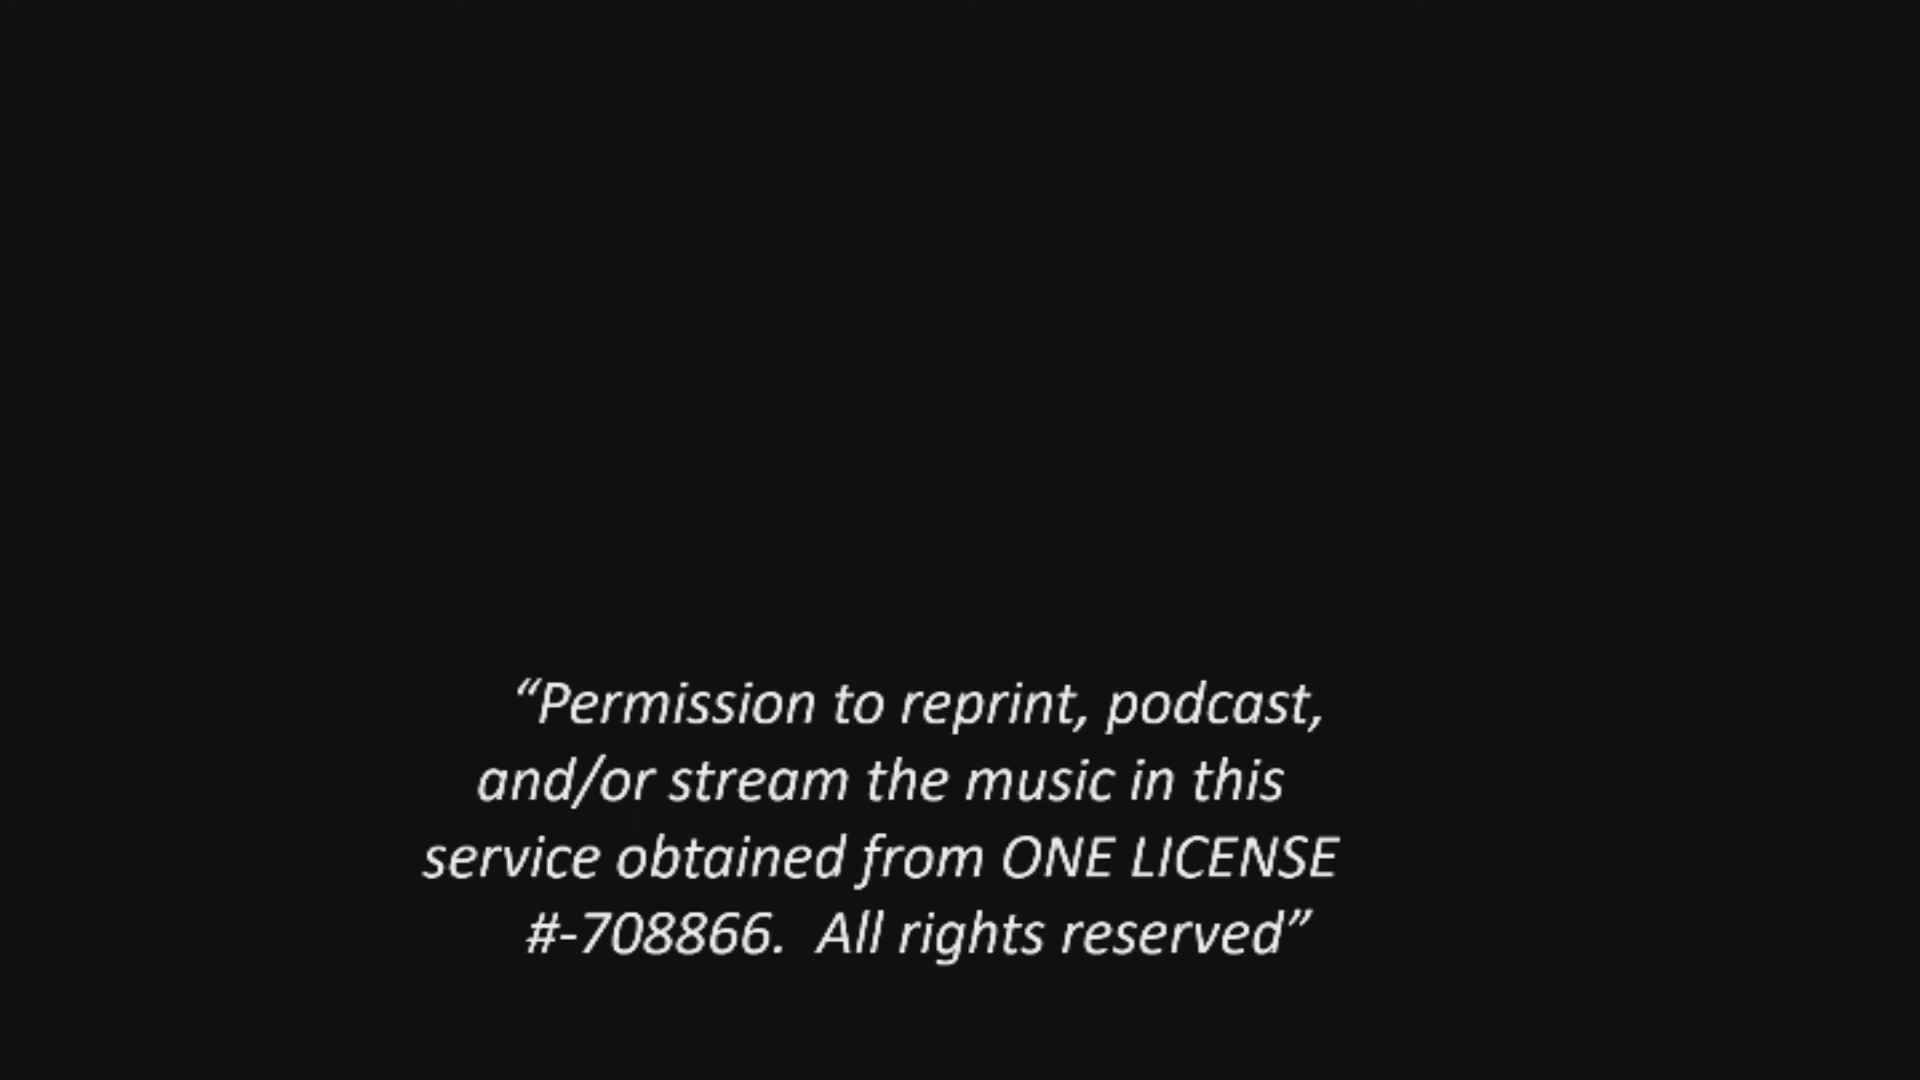 “Permission to reprint, podcast,
and/or stream the music in this
service obtained from ONE LICENSE
#-708866.  All rights reserved”